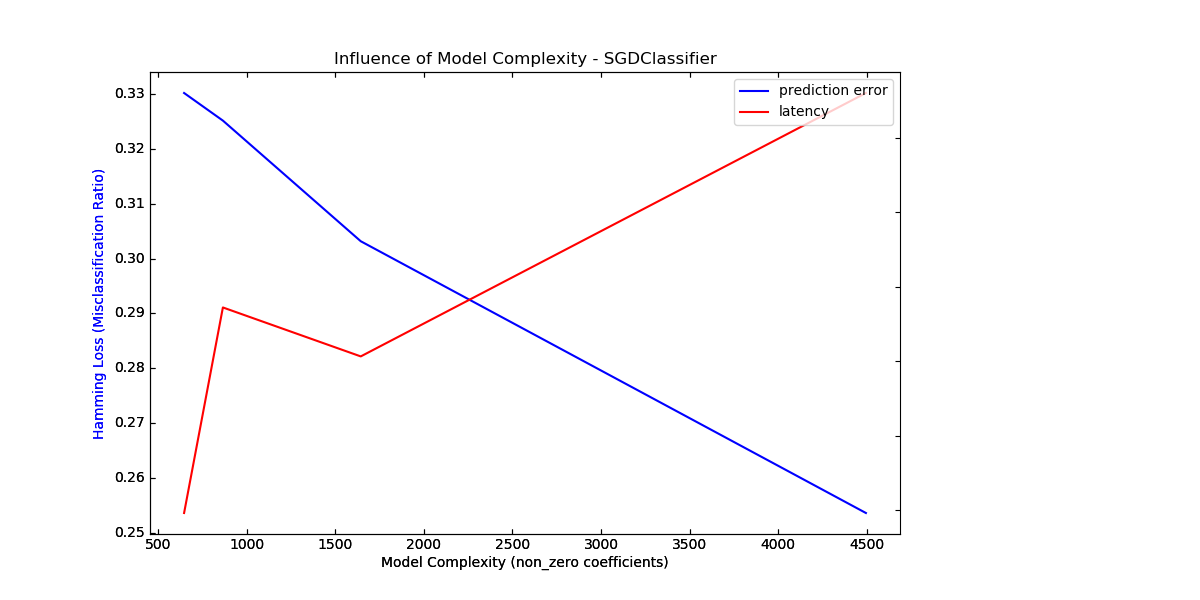 Influence of Model Complexity - SGDClassifier
prediction error
latency
Hamming Loss (Misclassification Ratio)
0.33
0.32
0.31
0.30
0.29
0.28
0.27
0.26
0.25
500 1000 1500 2000 2500 3000 3500 4000 4500
Model Complexity (non_zero coefficients)